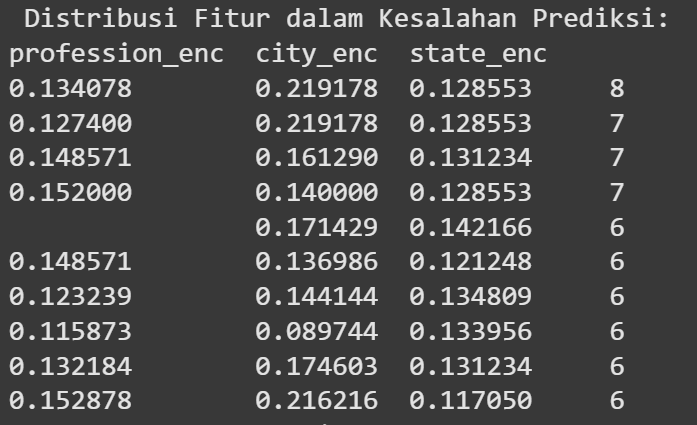 Distribusi Fitur dalam Kesalahan Prediksi:
profession_enc city_enc state_enc
0.134078 0.219178 0.128553 8
0.127400 0.219178 0.128553 7
0.148571 0.161290 0.131234 7
0.152000 0.140000 0.128553 7
0.171429 0.142166 6
0.148571 0.136986 0.121248 6
0.123239 0.144144 0.134809 6
0.115873 0.089744 0.133956 6
0.132184 0.174603 0.131234 6
0.152878 0.216216 0.117050 6